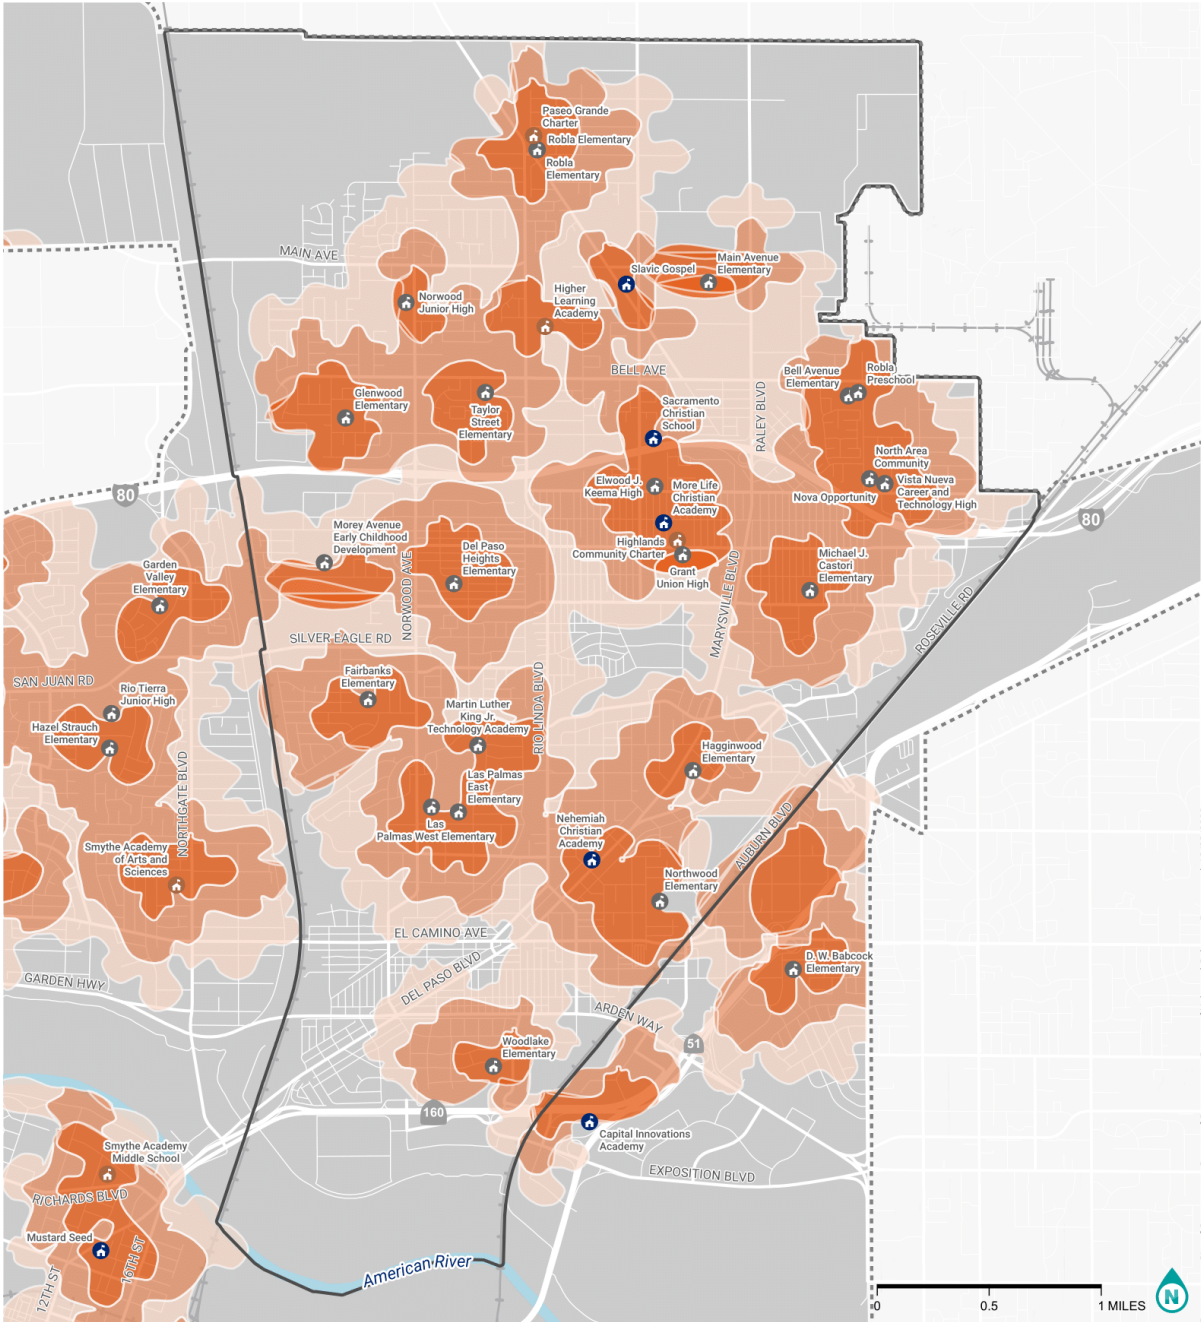 Paseo Grande
Charter
Robla Elementary
Robla
Elementary
MAIN AVE
Slavic Gospel
Main Avenue
Elementary
Norwood
Junior High
Higher
Learning
Academy
BELL AVE
RALEY BLVD
Bell Avenue
Elementary
Robla
Preschool
Glenwood
Elementary
Taylor
Street
Elementary
Sacramento
Christian
School
North Area
Community
Vista Nueva
Career and
Technology High
Nova Opportunity
Elwood J.
Keema High
More Life
Christian
Academy
80
80
Highlands
Community Charter
Grant
Union High
MARYSVILLE BLVD
Michael J.
Castori
Elementary
ROSEVILLE RD
Morey Avenue
Early Childhood
Development
NORWOOD AVE
Del Paso
Heights
Elementary
Garden
Valley
Elementary
SILVER EAGLE RD
SAN JUAN RD
Rio Tierra
Junior High
Hazel Strauch
Elementary
NORTHGATE BLVD
Fairbanks
Elementary
Martin Luther
King Jr.
Technology Academy
RIO LINDA BLVD
Hagginwood
Elementary
Las Palmas
East
Elementary
Las
Palmas West Elementary
Nehemiah
Christian
Academy
AUBURN BLVD
Smythe Academy
of Arts and
Sciences
Northwood
Elementary
EL CAMINO AVE
DEL PASO BLVD
D. W. Babcock
Elementary
GARDEN HWY
ARDEN WAY
51
Woodlake
Elementary
160
Capital Innovations
Academy
EXPOSITION BLVD
Smythe Academy
Middle School
RICHARDS BLVD
Mustard Seed
12TH ST
16TH ST
American River
0
0.5
1 MILES
N